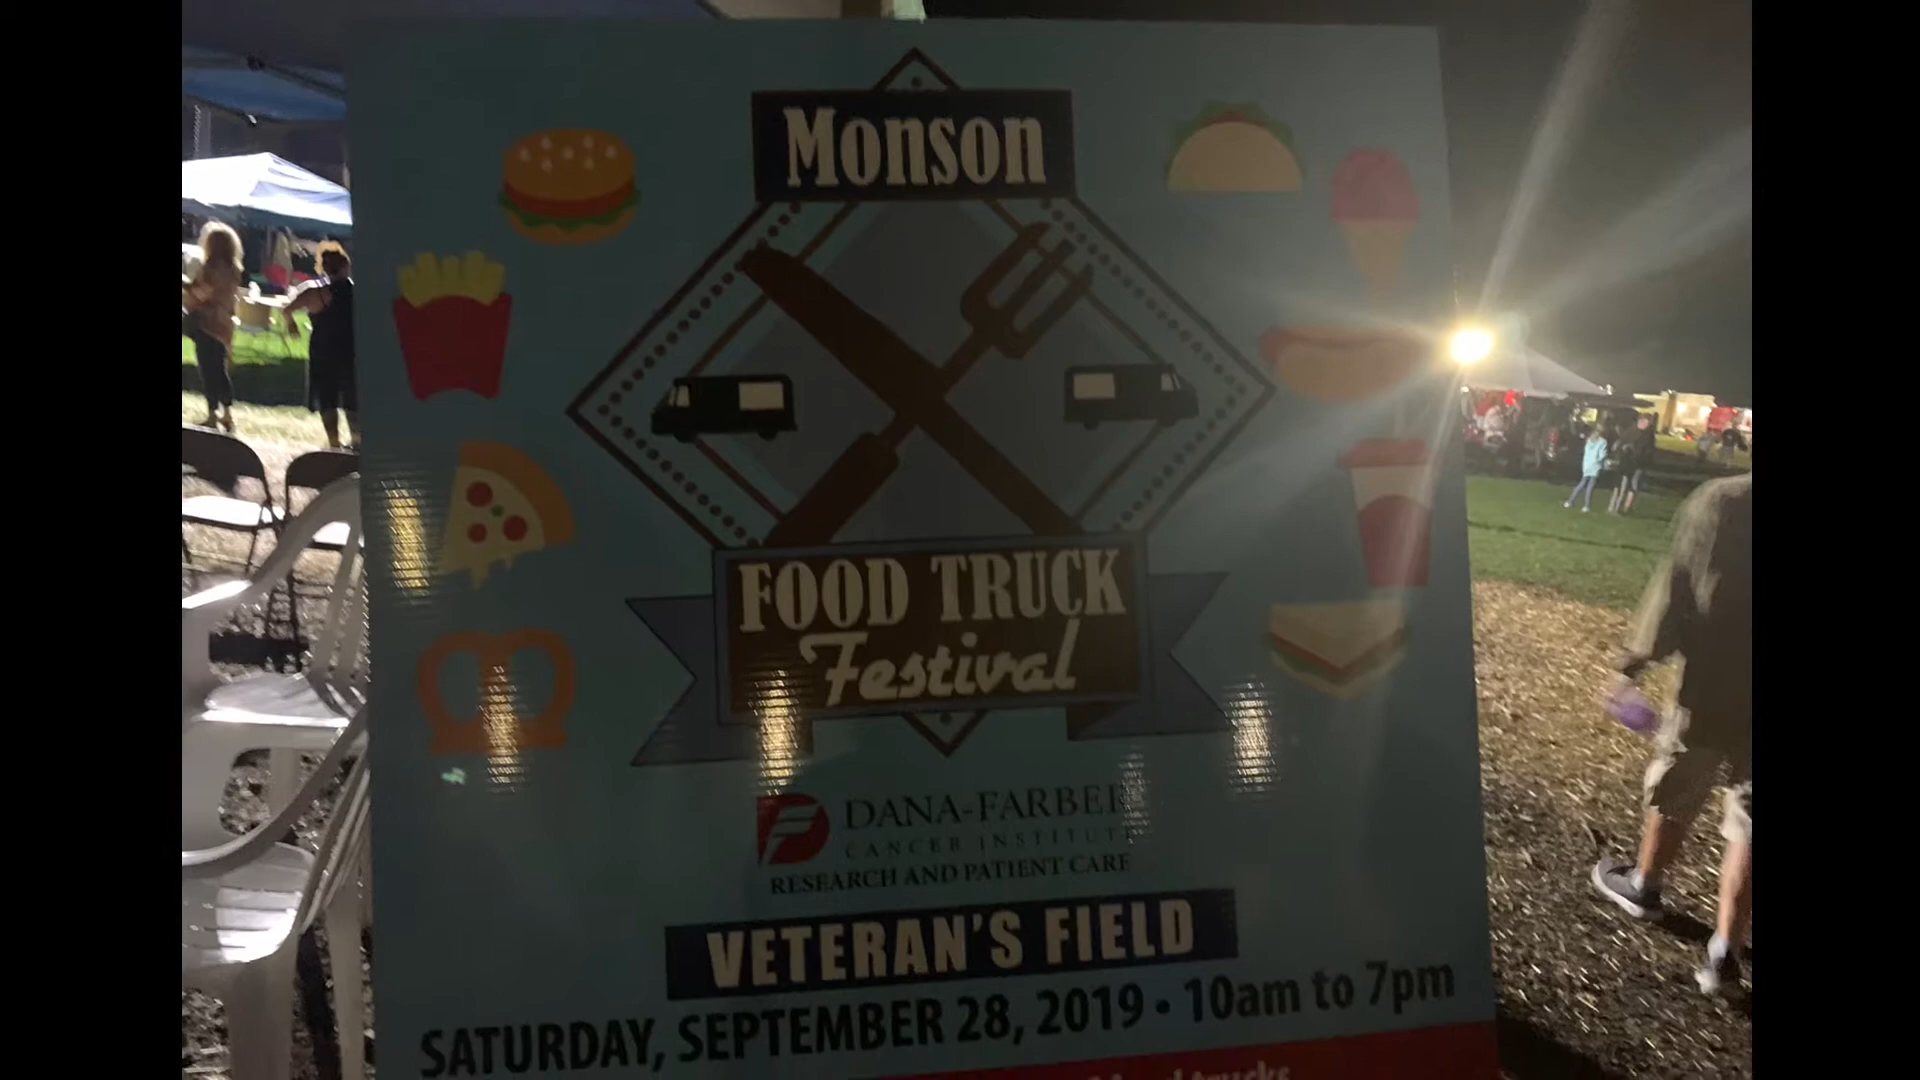 Monson
FOOD TRUCK
Festival
DANA-FARBER
CANCER INSTITUTE
RESEARCH AND PATIENT CARE
VETERAN'S FIELD
SATURDAY, SEPTEMBER 28, 2019 • 10am to 7pm
trucks